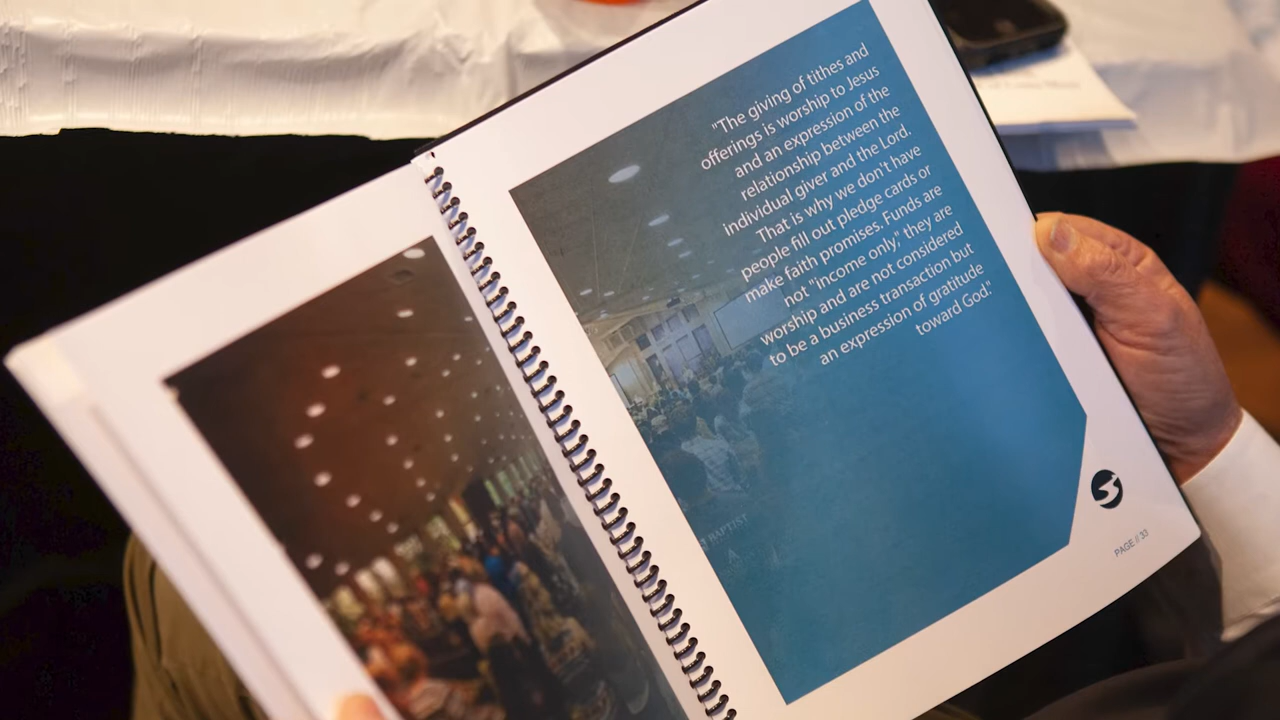 "The giving of tithes and
offerings is worship to Jesus
and an expression of the
relationship between the
individual giver and the Lord.
That is why we don't have
people fill out pledge cards or
make faith promises. Funds are
not "income only," they are
worship and are not considered
to be a business transaction but
an expression of gratitude
toward God."
BAPTIST
PAGE // 33